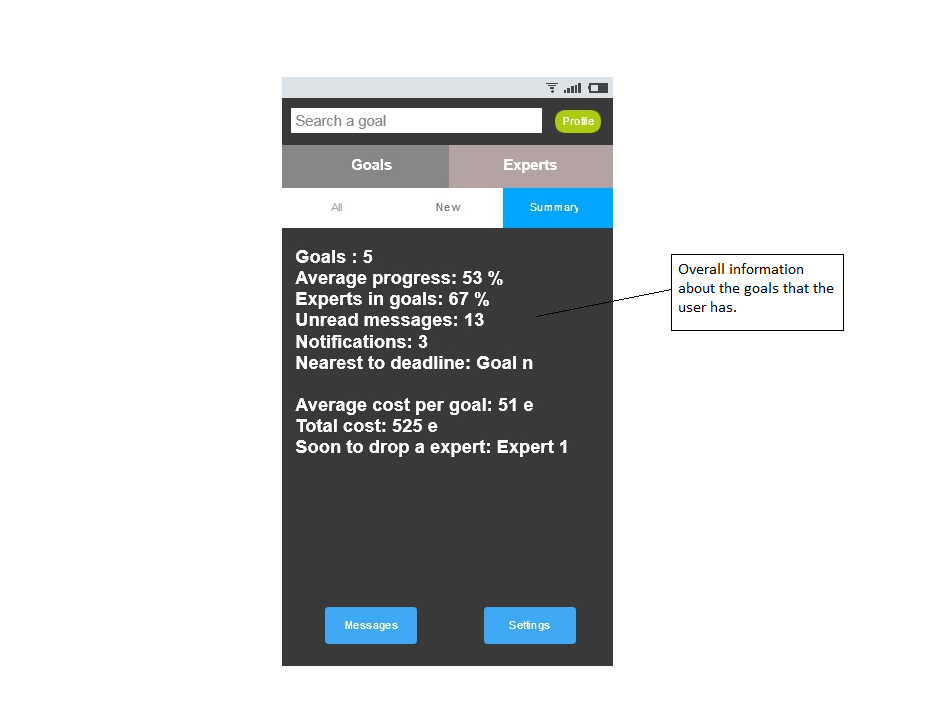 Search a goal
Profile
Goals
Experts
All
New
Summary
Goals : 5
Average progress: 53 %
Experts in goals: 67 %
Unread messages: 13
Notifications: 3
Nearest to deadline: Goal n
Average cost per goal: 51 e
Total cost: 525 e
Soon to drop a expert: Expert 1
Overall information
about the goals that the
user has.
Messages
Settings